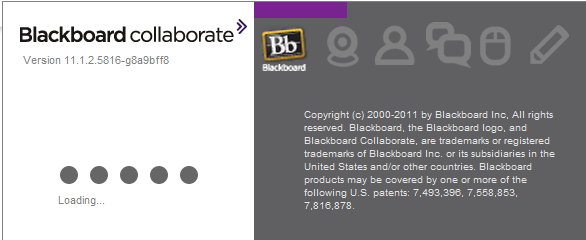 Blackboard collaborate
Version 11.1.2.5816-g8a9bff8
Loading...
Bb
Blackboard
Copyright (c) 2000-2011 by Blackboard Inc, All rights
reserved. Blackboard, the Blackboard logo, and
Blackboard Collaborate, are trademarks or registered
trademarks of Blackboard Inc. or its subsidiaries in the
United States and/or other countries. Blackboard
products may be covered by one or more of the
following U.S. patents: 7,493,396, 7,558,853,
7,816,878.